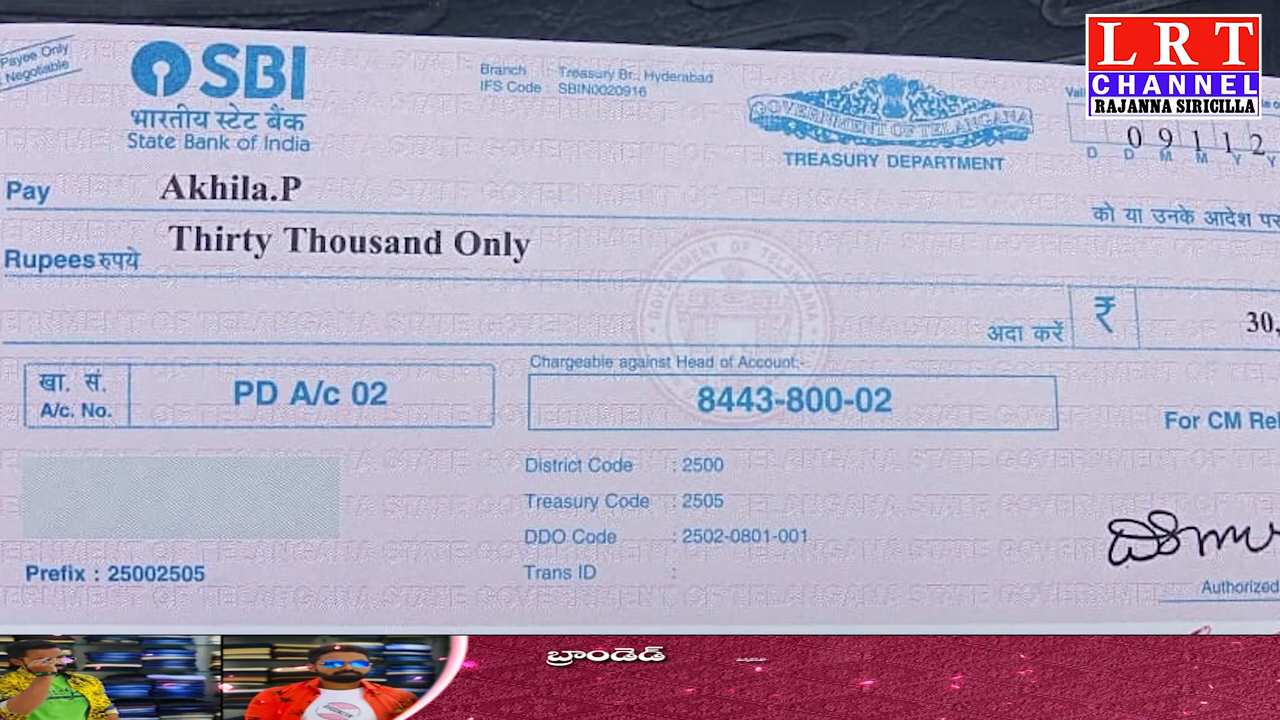 Payee Only
Negotiable
SBI
भारतीय स्टेट बैंक
State Bank of India
Branch : Treasury Br., Hyderabad
IFS Code : SBIN0020916
GOVERNMENT OF TELANGANA
TREASURY DEPARTMENT
LRT
CHANNEL
RAJANNA SIRICILLA
0 9 1 1 2
D D M M Y Y
Pay Akhila.P
को या उनके आदेश पर
Rupees रुपये Thirty Thousand Only
अदा करें ₹ 30,
खा. सं.
A/c. No.
PD A/c 02
Chargeable against Head of Account:-
8443-800-02
For CM Rel
District Code : 2500
Treasury Code : 2505
DDO Code : 2502-0801-001
Trans ID :
Prefix : 25002505
Authorized
బ్రాండెడ్